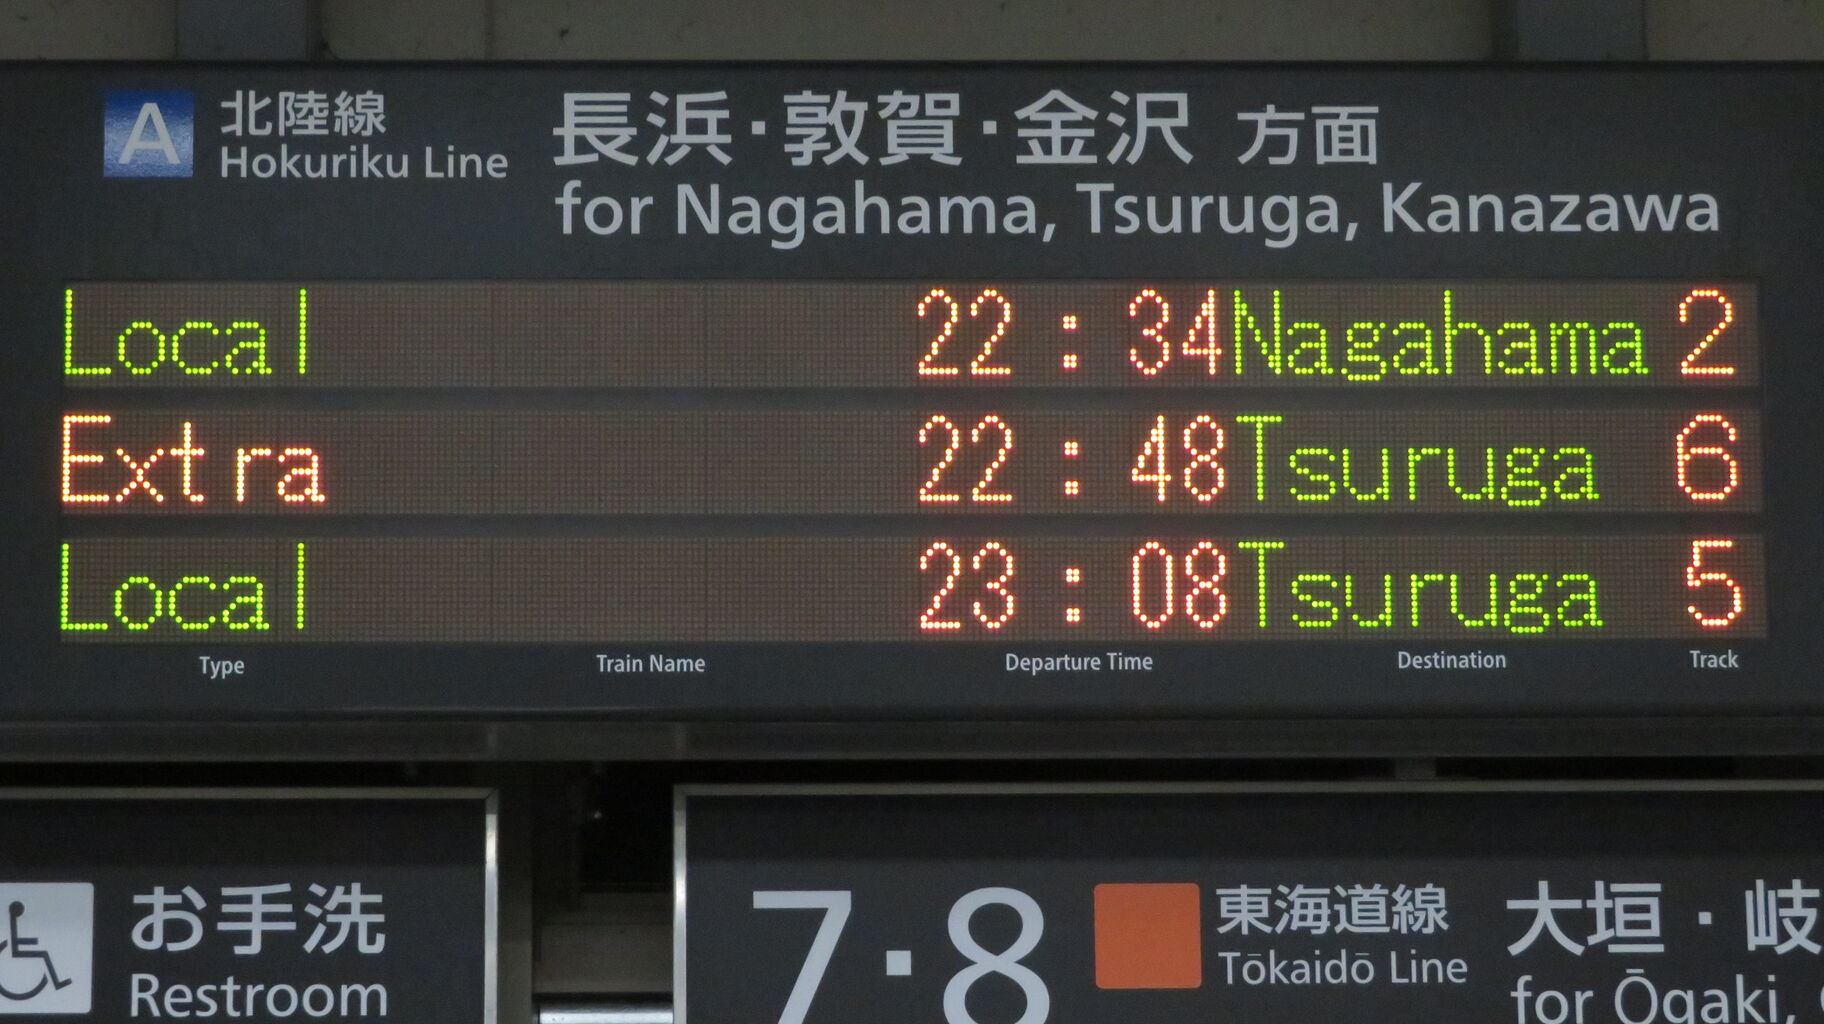 A 北陸線 長浜・敦賀・金沢 方面
Hokuriku Line for Nagahama, Tsuruga, Kanazawa
Local 22:34 Nagahama 2
Extra 22:48 Tsuruga 6
Local 23:08 Tsuruga 5
Type Train Name Departure Time Destination Track
お手洗
Restroom
7・8 東海道線 大垣・岐
Tōkaidō Line for Ōgaki,